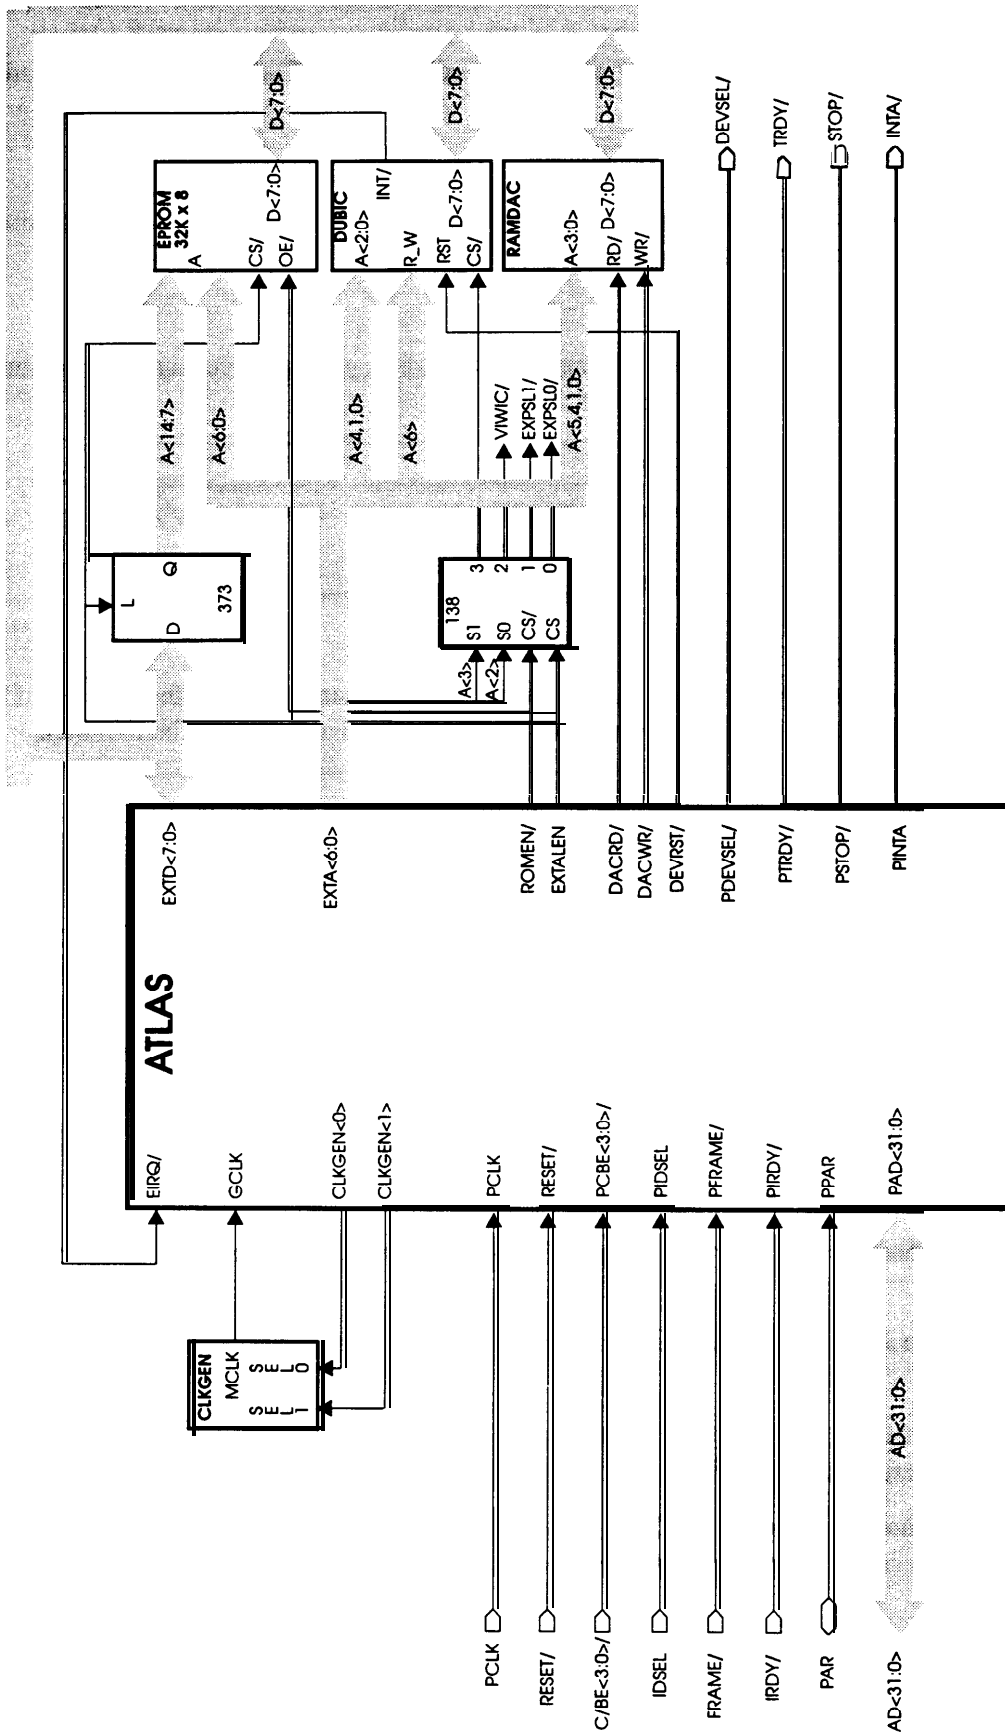 ATLAS
EIRQ/
GCLK
CLKGEN<0>
CLKGEN<1>
PCLK
RESET/
PCBE<3:0>/
PIDSEL
PFRAME/
PIRDY/
PPAR
PAD<31:0>
EXTD<7:0>
EXTA<6:0>
ROMEN/
EXTALEN
DACRD/
DACWR/
DEVRST/
PDEVSEL/
PTRDY/
PSTOP/
PINTA
CLKGEN
MCLK
SEL1
SEL0
PCLK
RESET/
C/BE<3:0>/
IDSEL
FRAME/
IRDY/
PAR
AD<31:0>
AD<31:0>
D
L
Q
373
138
S1
S0
CS/
CS
3
2
1
0
A<3>
A<2>
VIWIC/
EXPSL1/
EXPSL0/
A<14:7>
A<6:0>
A<4,1,0>
A<6>
A<5,4,1,0>
EPROM
32K x 8
A
CS/
OE/
D<7:0>
DUBIC
A<2:0>
INT/
R_W
RST
D<7:0>
CS/
RAMDAC
A<3:0>
D<7:0>
RD/
WR/
D<7:0>
D<7:0>
D<7:0>
DEVSEL/
TRDY/
STOP/
INTA/